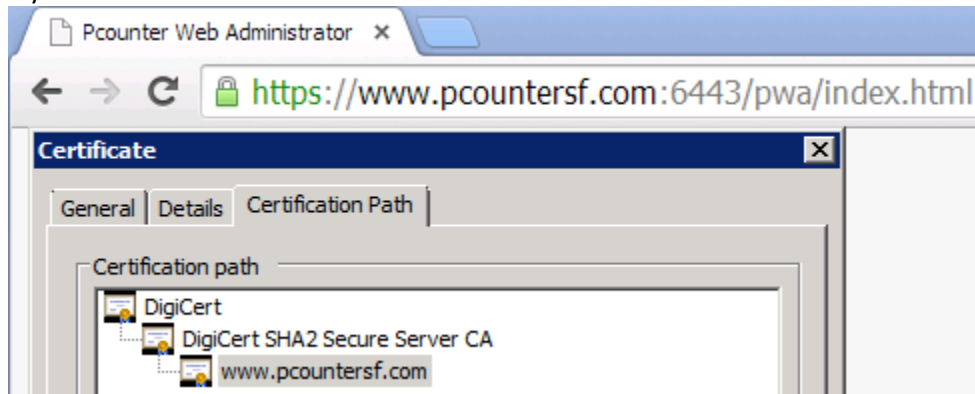 Pcounter Web Administrator
https://www.pcountersf.com:6443/pwa/index.html
Certificate
General Details Certification Path
Certification path
DigiCert
DigiCert SHA2 Secure Server CA
www.pcountersf.com